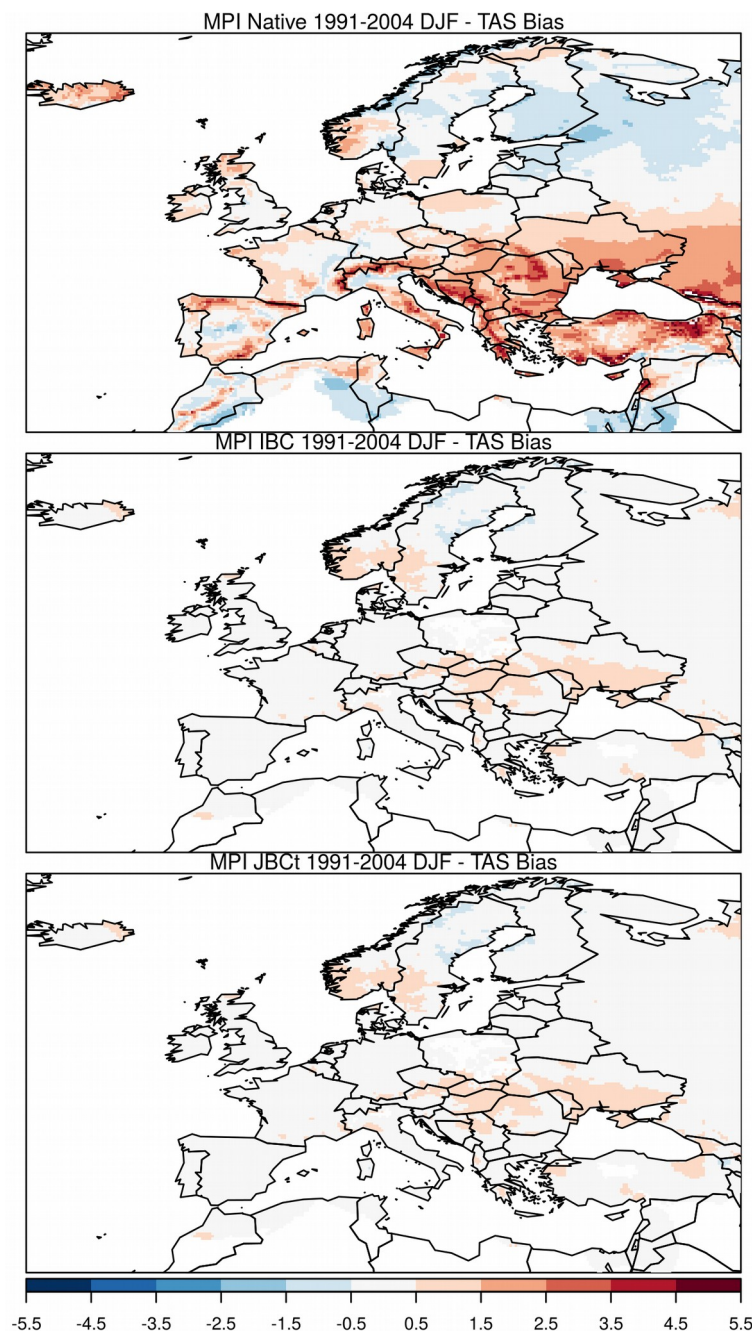 MPI Native 1991-2004 DJF - TAS Bias
MPI IBC 1991-2004 DJF - TAS Bias
MPI JBCt 1991-2004 DJF - TAS Bias
-5.5 -4.5 -3.5 -2.5 -1.5 -0.5 0.5 1.5 2.5 3.5 4.5 5.5